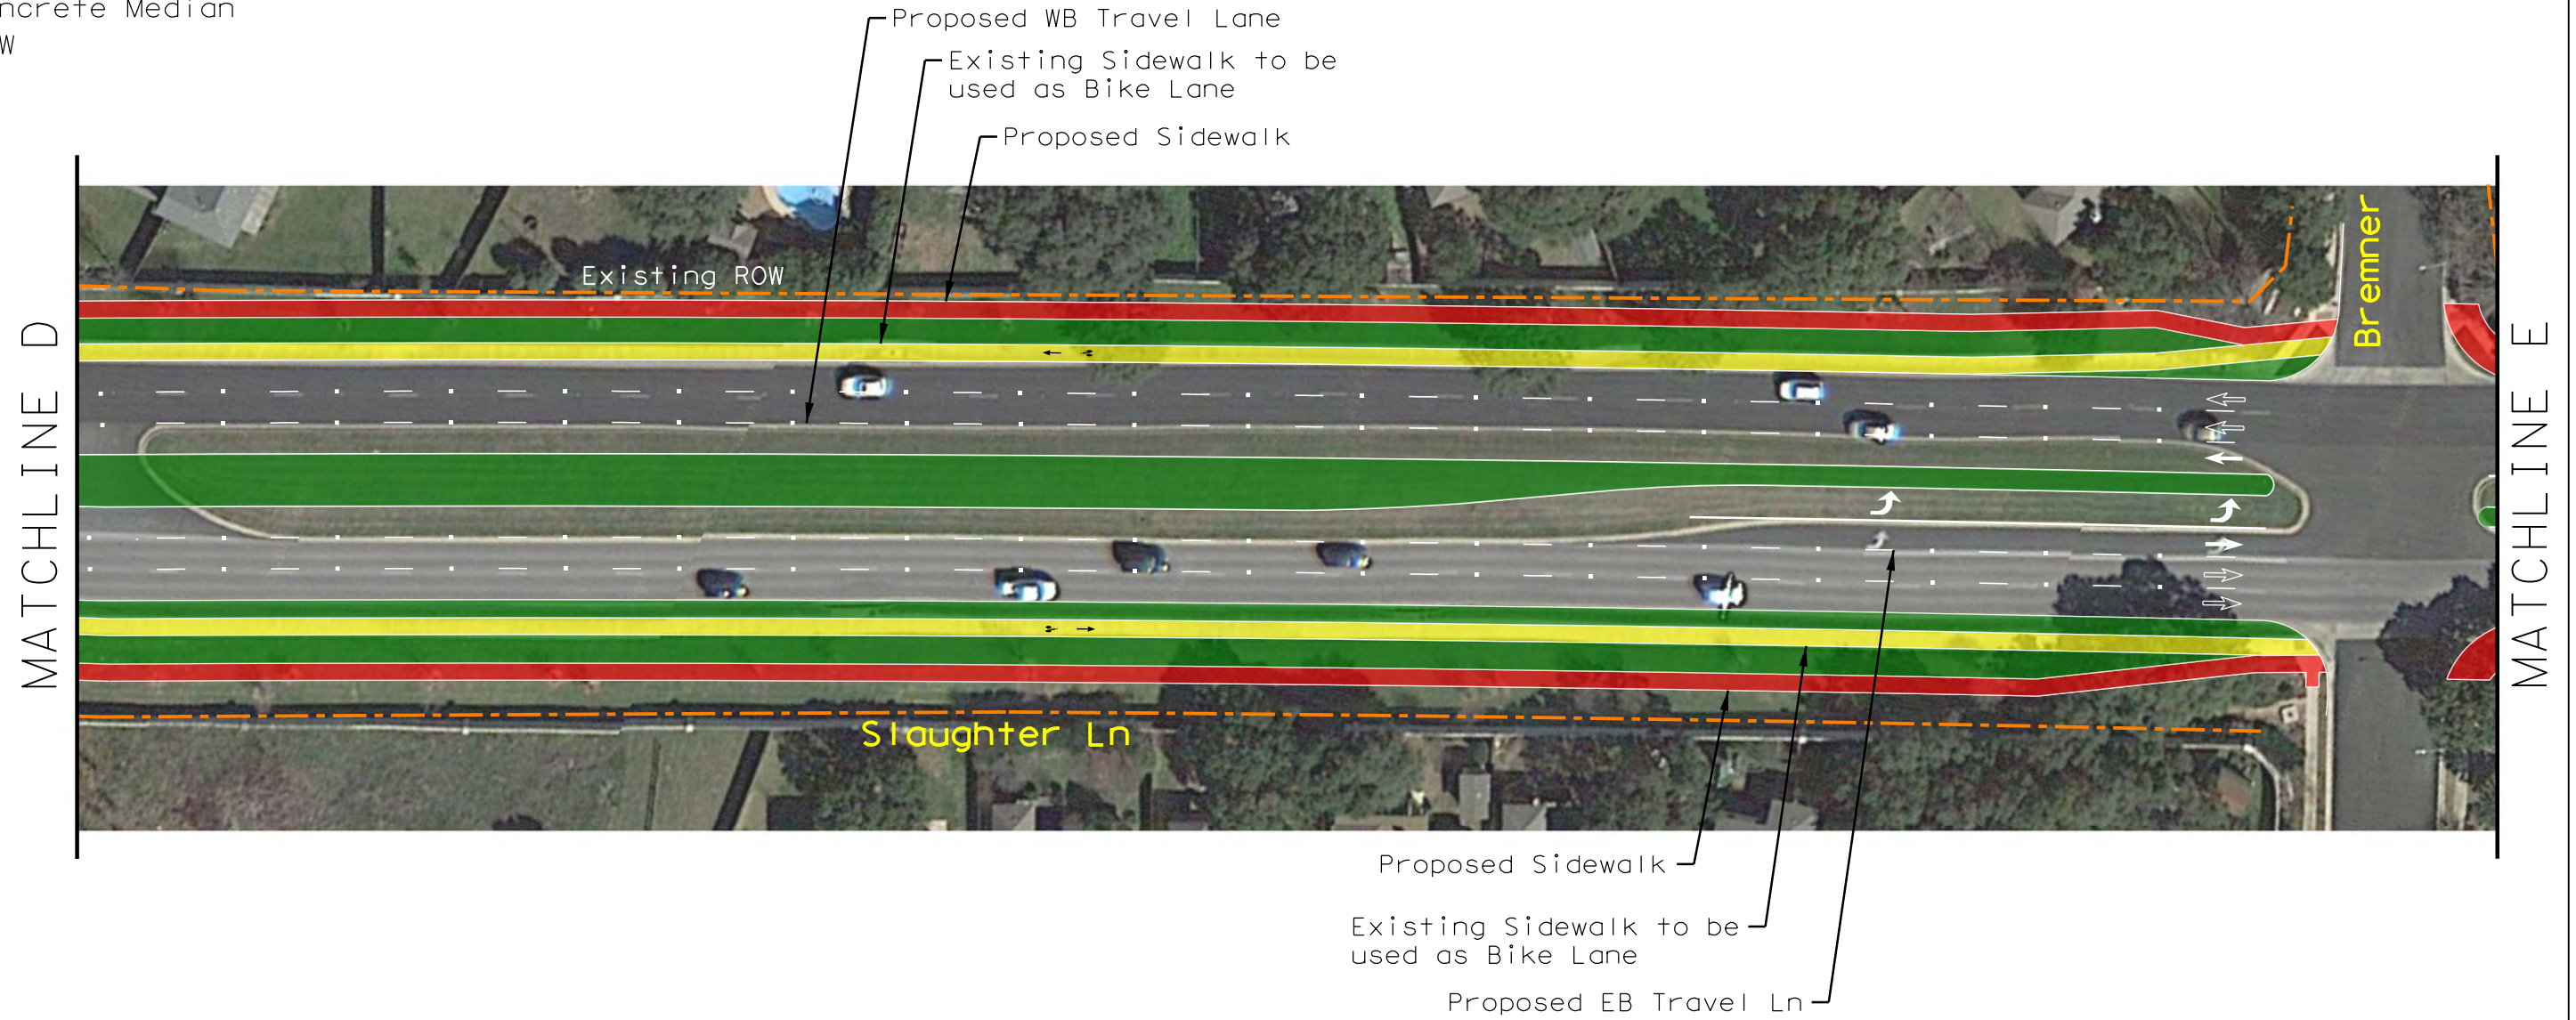 Median
Proposed WB Travel Lane
Existing Sidewalk to be
used as Bike Lane
Proposed Sidewalk
Existing ROW
Bremner
MATCHLINE D
MATCHLINE E
Slaughter Ln
Proposed Sidewalk
Existing Sidewalk to be
used as Bike Lane
Proposed EB Travel Ln